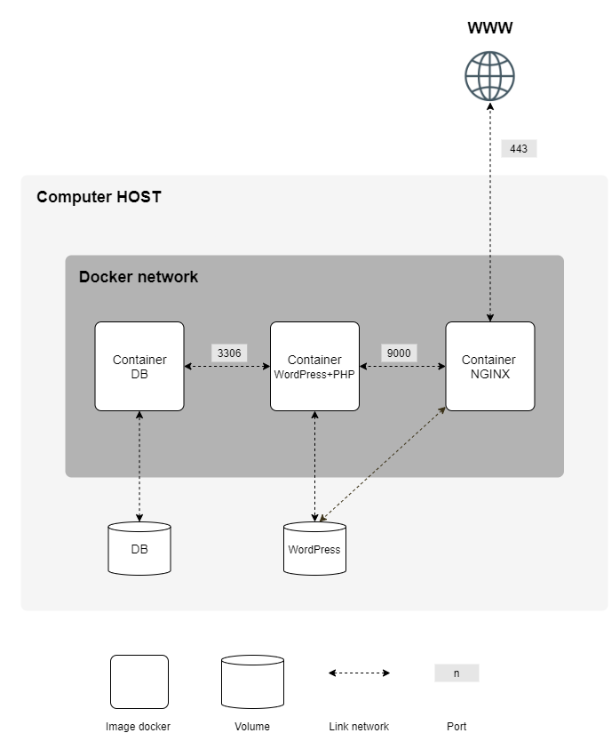 WWW
443
Computer HOST
Docker network
Container
DB
3306
Container
WordPress+PHP
9000
Container
NGINX
DB
WordPress
n
Image docker
Volume
Link network
Port